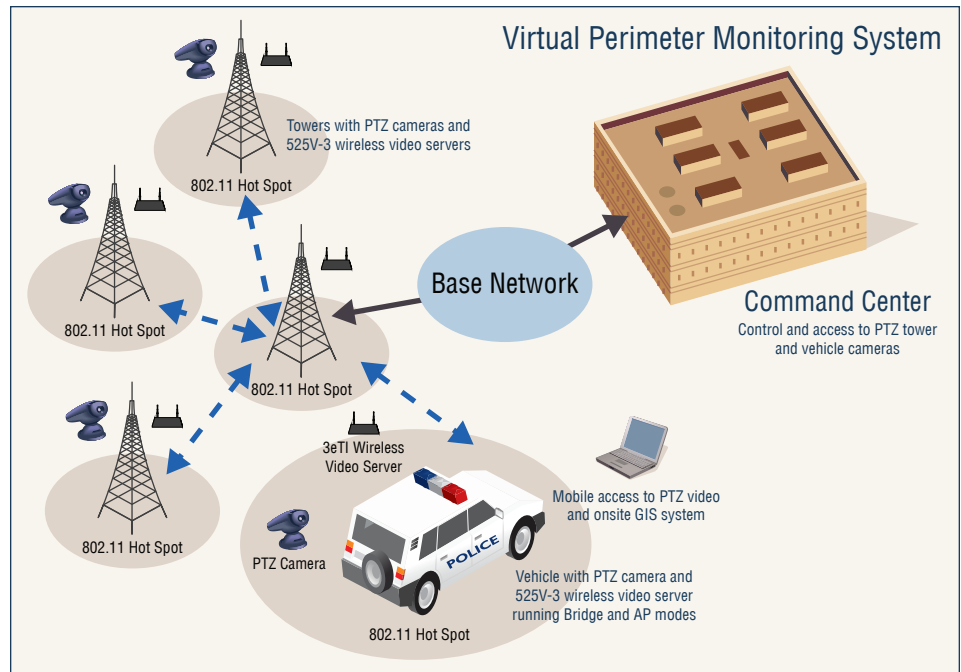 Virtual Perimeter Monitoring System
Towers with PTZ cameras and
525V-3 wireless video servers
802.11 Hot Spot
802.11 Hot Spot
Base Network
Command Center
Control and access to PTZ tower
and vehicle cameras
802.11 Hot Spot
802.11 Hot Spot
3eTI Wireless
Video Server
Mobile access to PTZ video
and onsite GIS system
POLICE
PTZ Camera
Vehicle with PTZ camera and
525V-3 wireless video server
running Bridge and AP modes
802.11 Hot Spot